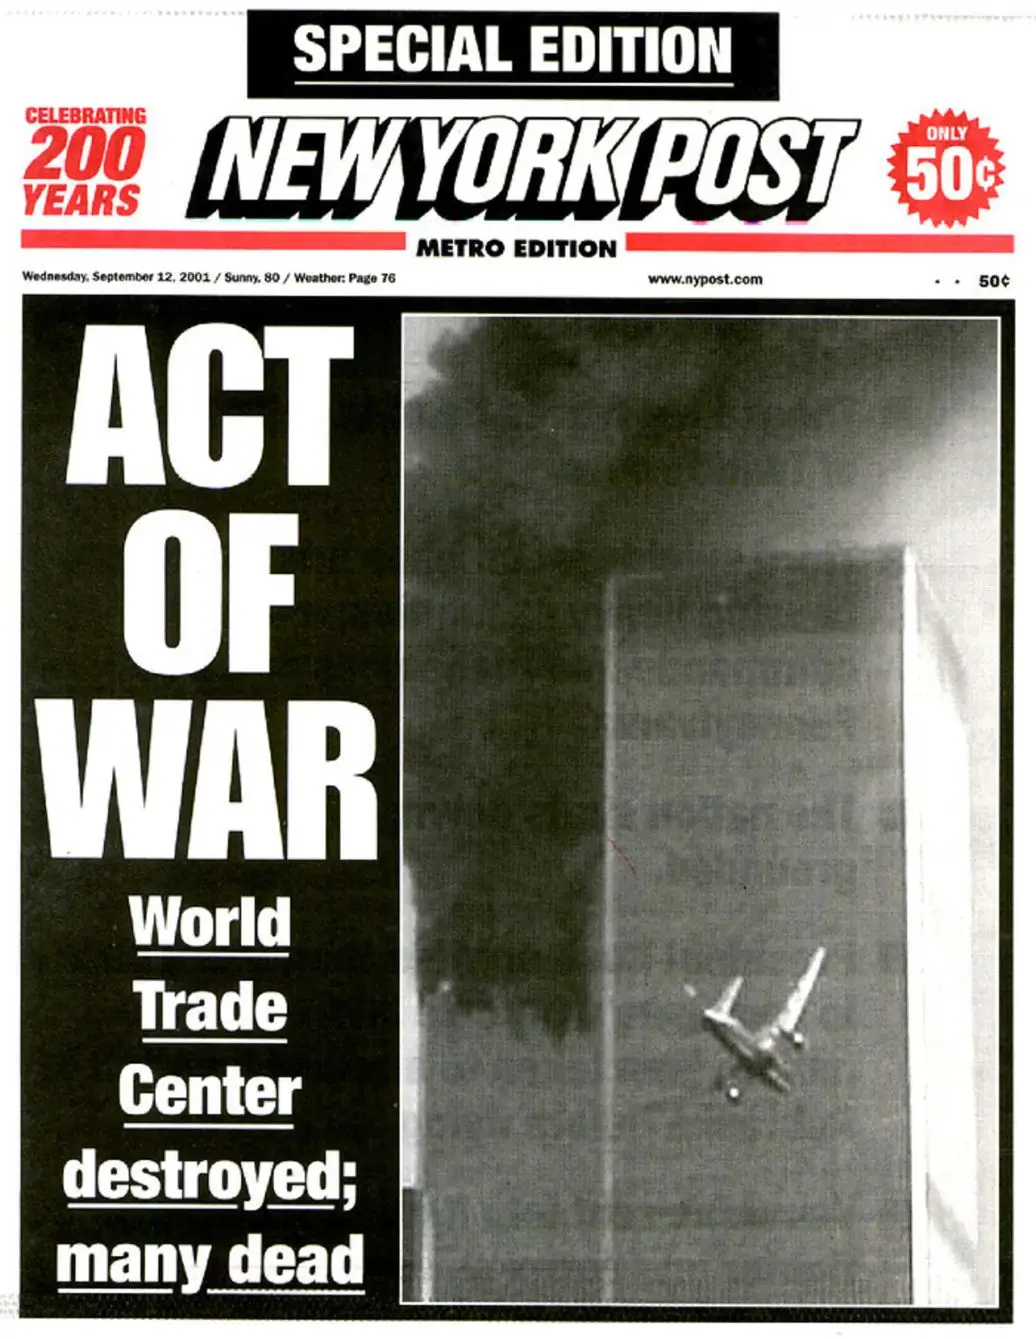 SPECIAL EDITION
CELEBRATING
200
YEARS
NEW YORK POST
ONLY
50¢
METRO EDITION
Wednesday, September 12, 2001 / Sunny, 80 / Weather: Page 76
www.nypost.com
50¢
ACT
OF
WAR
World
Trade
Center
destroyed;
many dead